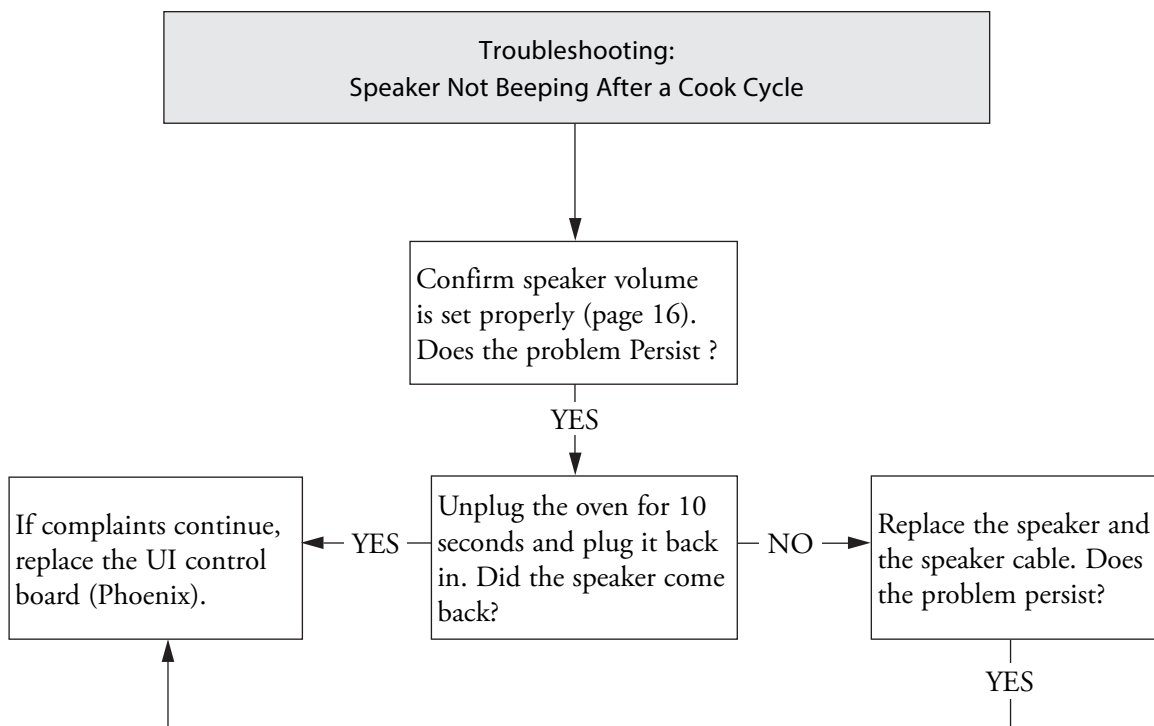 Troubleshooting:
Speaker Not Beeping After a Cook Cycle
Confirm speaker volume
is set properly (page 16).
Does the problem Persist ?
YES
If complaints continue,
replace the UI control
board (Phoenix).
YES
Unplug the oven for 10
seconds and plug it back
in. Did the speaker come
back?
NO
Replace the speaker and
the speaker cable. Does
the problem persist?
YES